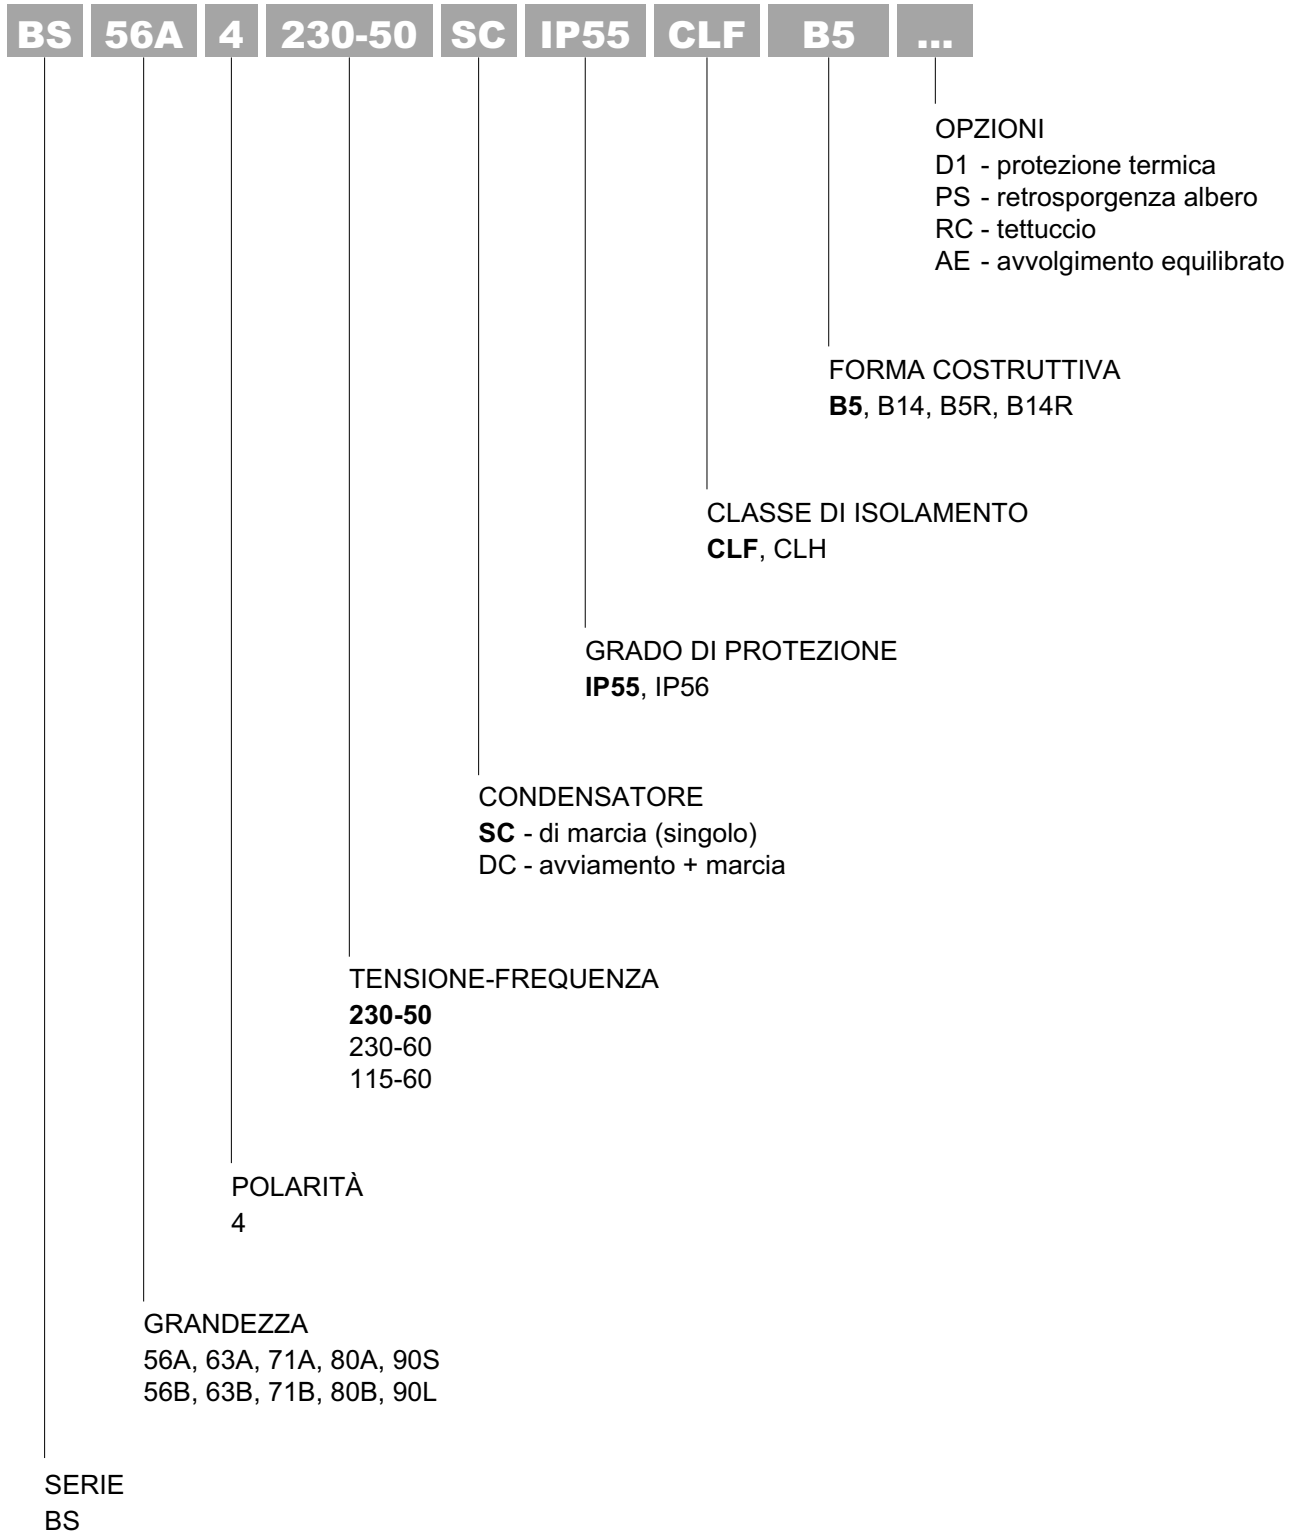 BS 56A 4 230-50 SC IP55 CLF B5 ...
OPZIONI
D1 - protezione termica
PS - retrosporgenza albero
RC - tettuccio
AE - avvolgimento equilibrato
FORMA COSTRUTTIVA
B5, B14, B5R, B14R
CLASSE DI ISOLAMENTO
CLF, CLH
GRADO DI PROTEZIONE
IP55, IP56
CONDENSATORE
SC - di marcia (singolo)
DC - avviamento + marcia
TENSIONE-FREQUENZA
230-50
230-60
115-60
POLARITÀ
4
GRANDEZZA
56A, 63A, 71A, 80A, 90S
56B, 63B, 71B, 80B, 90L
SERIE
BS